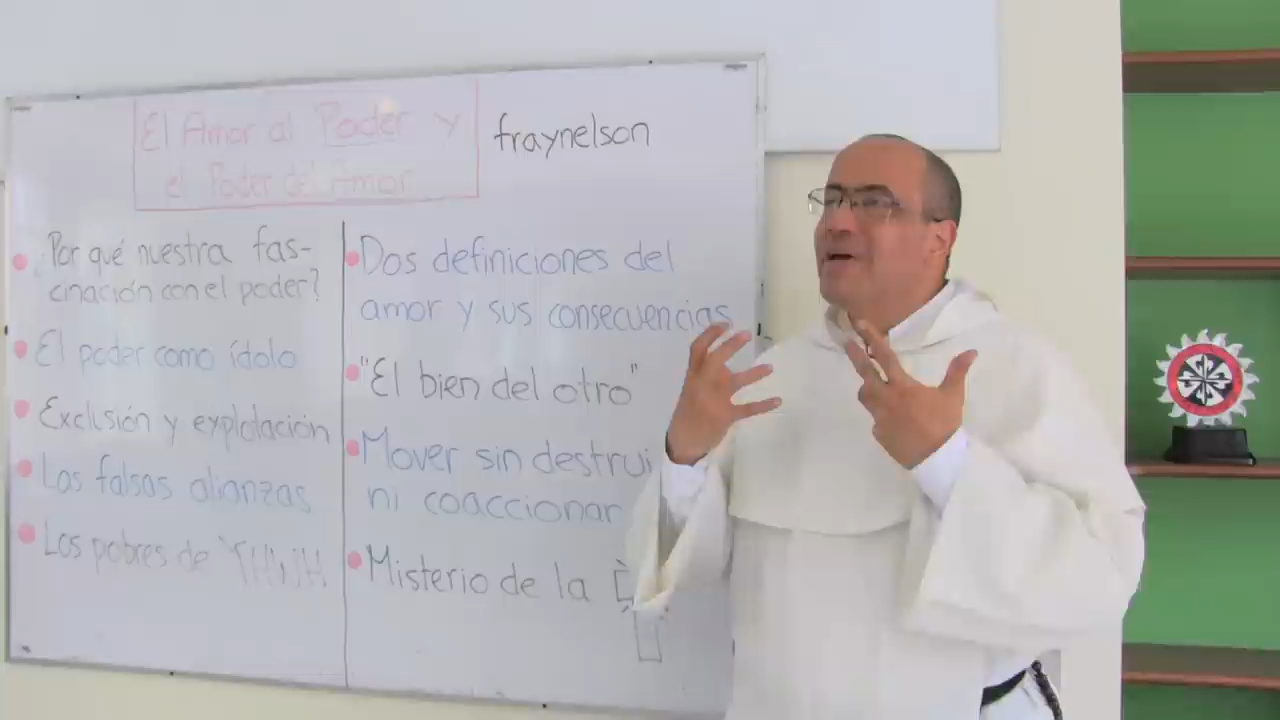 El Amor al Poder y
el Poder del Amor
fraynelson
¿Por qué nuestra fas-
cinación con el poder?
El poder como ídolo
Exclusión y explotación
Las falsas alianzas
Los pobres de YHWH
Dos definiciones del
amor y sus consecuencias
"El bien del otro"
Mover sin destrui
ni coaccionar
Misterio de la